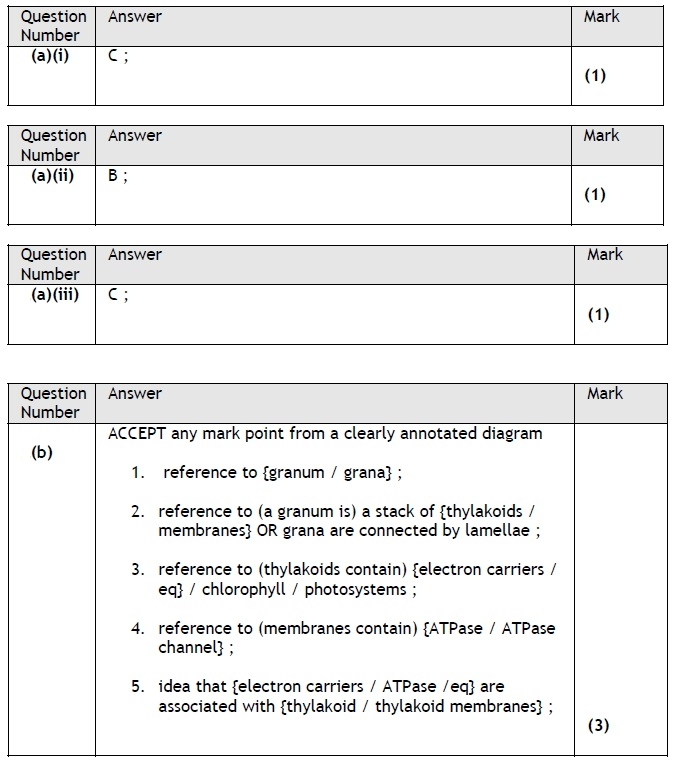 Question Number Answer Mark
(a)(i) C ;
(1)
Question Number Answer Mark
(a)(ii) B ;
(1)
Question Number Answer Mark
(a)(iii) C ;
(1)
Question Number Answer Mark
(b)
ACCEPT any mark point from a clearly annotated diagram
1. reference to {granum / grana} ;
2. reference to (a granum is) a stack of {thylakoids /
membranes} OR grana are connected by lamellae ;
3. reference to (thylakoids contain) {electron carriers /
eq} / chlorophyll / photosystems ;
4. reference to (membranes contain) {ATPase / ATPase
channel} ;
5. idea that {electron carriers / ATPase /eq} are
associated with {thylakoid / thylakoid membranes} ;
(3)